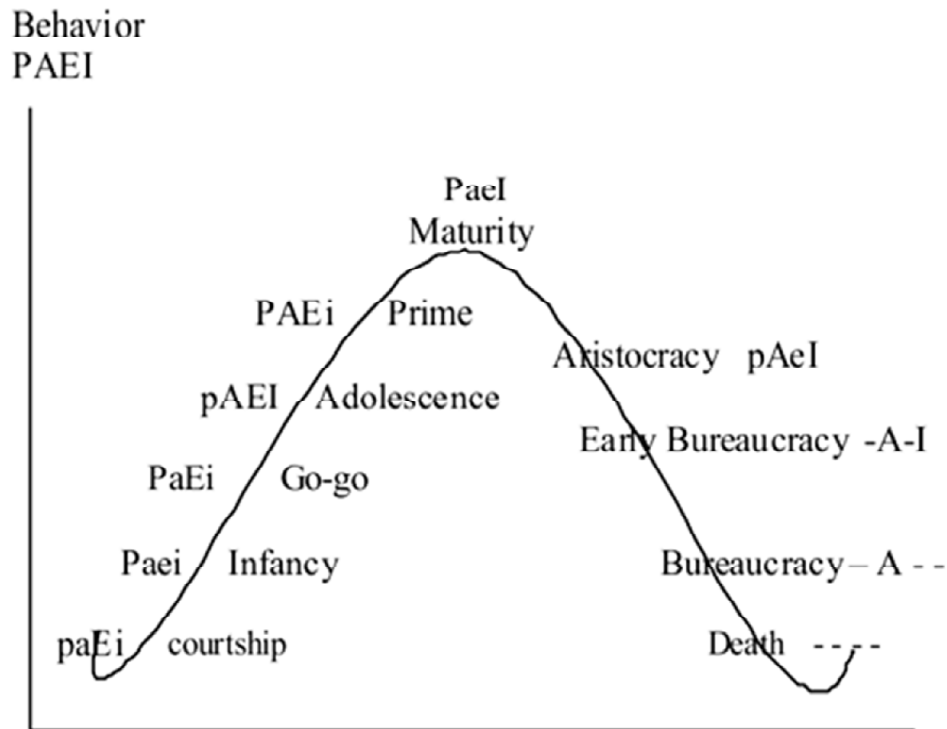 Behavior
PAEI
PaeI
Maturity
PAEi Prime
Aristocracy pAeI
pAEI Adolescence
Early Bureaucracy -A-I
PaEi Go-go
Paei Infancy
Bureaucracy– A - -
paEi courtship
Death - - - -